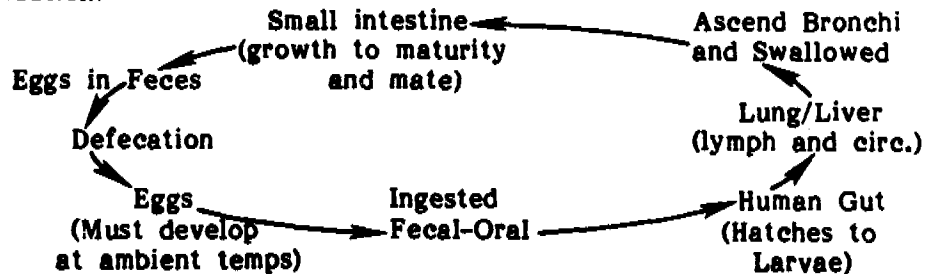 Small intestine
(growth to maturity
and mate)
Ascend Bronchi
and Swallowed
Eggs in Feces
Lung/Liver
(lymph and circ.)
Defecation
Eggs
(Must develop
at ambient temps)
Ingested
Fecal-Oral
Human Gut
(Hatches to
Larvae)